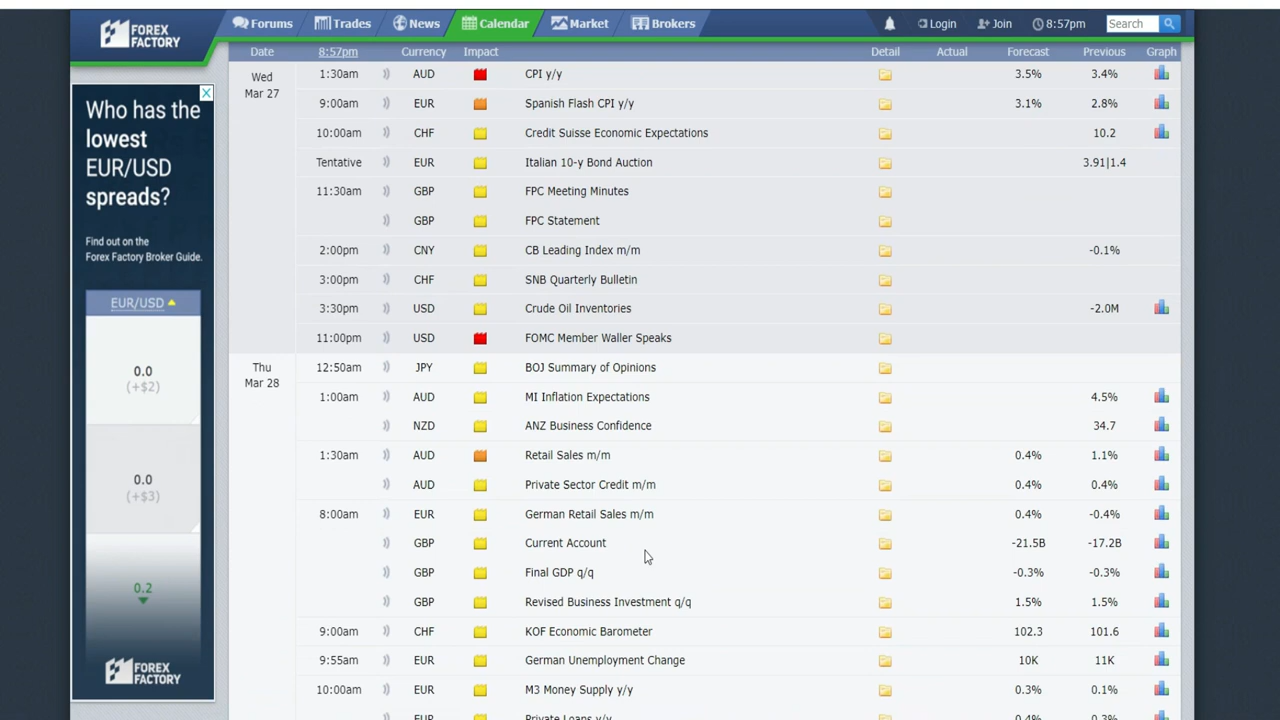 FOREX
FACTORY
Forums Trades News Calendar Market Brokers Login Join 8:57pm Search
Date 8:57pm Currency Impact Detail Actual Forecast Previous Graph
Who has the
lowest
EUR/USD
spreads?
Find out on the
Forex Factory Broker Guide.
EUR/USD
0.0
(+$2)
0.0
(+$3)
0.2
FOREX
FACTORY
Wed
Mar 27
1:30am AUD CPI y/y 3.5% 3.4%
9:00am EUR Spanish Flash CPI y/y 3.1% 2.8%
10:00am CHF Credit Suisse Economic Expectations 10.2
Tentative EUR Italian 10-y Bond Auction 3.91|1.4
11:30am GBP FPC Meeting Minutes
GBP FPC Statement
2:00pm CNY CB Leading Index m/m -0.1%
3:00pm CHF SNB Quarterly Bulletin
3:30pm USD Crude Oil Inventories -2.0M
11:00pm USD FOMC Member Waller Speaks
Thu
Mar 28
12:50am JPY BOJ Summary of Opinions
1:00am AUD MI Inflation Expectations 4.5%
NZD ANZ Business Confidence 34.7
1:30am AUD Retail Sales m/m 0.4% 1.1%
AUD Private Sector Credit m/m 0.4% 0.4%
8:00am EUR German Retail Sales m/m 0.4% -0.4%
GBP Current Account -21.5B -17.2B
GBP Final GDP q/q -0.3% -0.3%
GBP Revised Business Investment q/q 1.5% 1.5%
9:00am CHF KOF Economic Barometer 102.3 101.6
9:55am EUR German Unemployment Change 10K 11K
10:00am EUR M3 Money Supply y/y 0.3% 0.1%
EUR Private Loans y/y 0.4% 0.3%